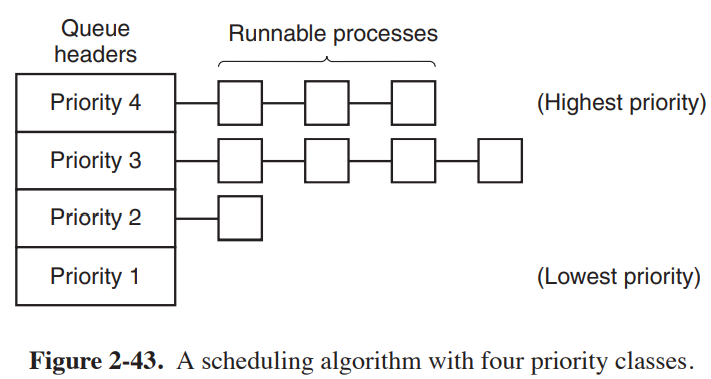 Queue
headers
Runnable processes
Priority 4
(Highest priority)
Priority 3
Priority 2
Priority 1
(Lowest priority)
Figure 2-43. A scheduling algorithm with four priority classes.